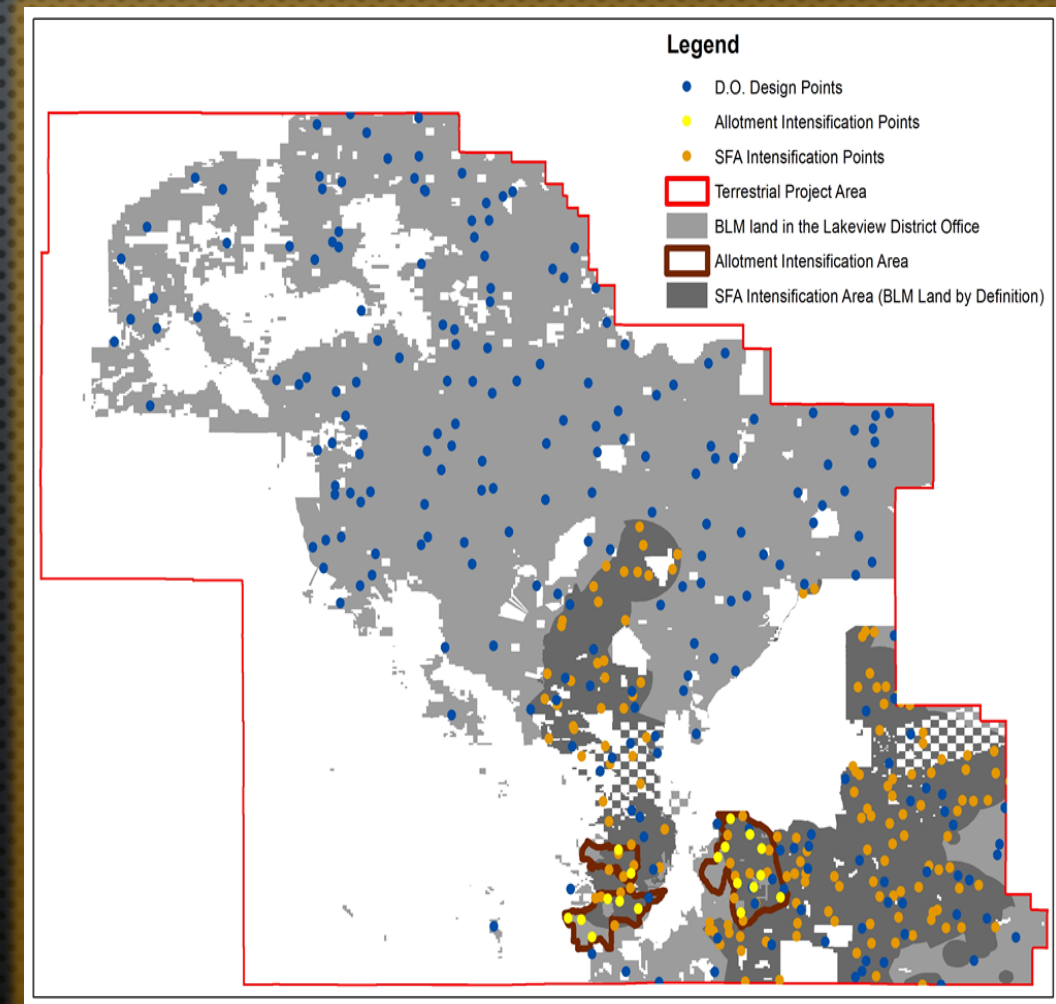 Legend
D.O. Design Points
Allotment Intensification Points
SFA Intensification Points
Terrestrial Project Area
BLM land in the Lakeview District Office
Allotment Intensification Area
SFA Intensification Area (BLM Land by Definition)